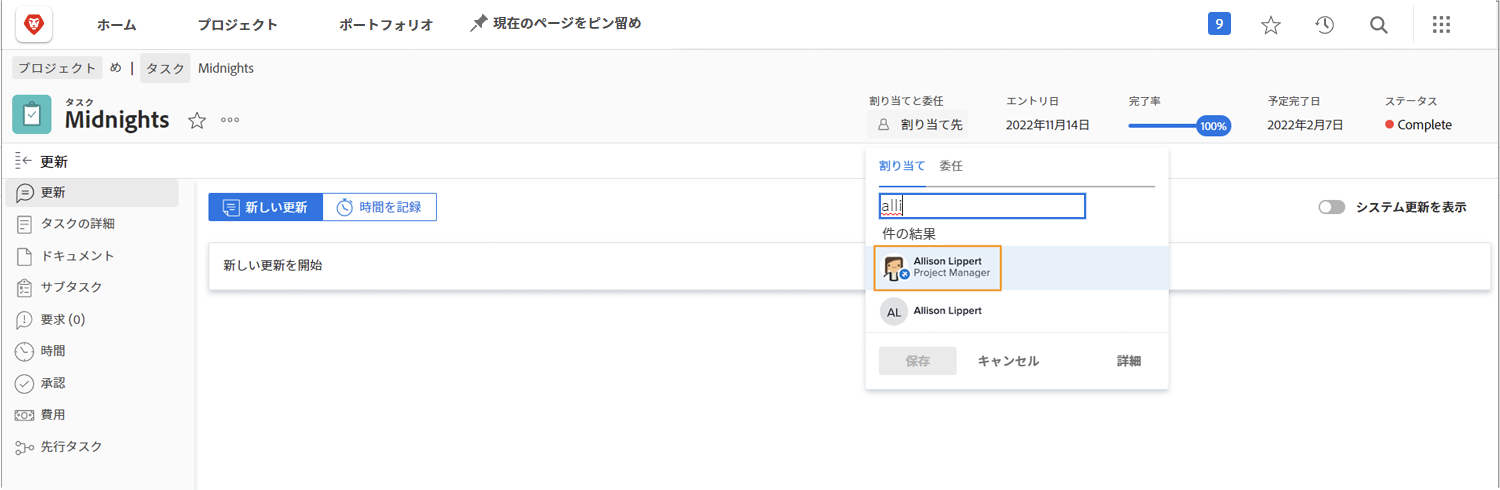 ホーム プロジェクト ポートフォリオ 現在のページをピン留め 9
プロジェクト め | タスク Midnights
タスク
Midnights
割り当てと委任
割り当て先
エントリ日
2022年11月14日
完了率
100%
予定完了日
2022年2月7日
ステータス
Complete
更新
更新
タスクの詳細
ドキュメント
サブタスク
要求 (0)
時間
承認
費用
先行タスク
新しい更新 時間を記録
システム更新を表示
新しい更新を開始
割り当て 委任
alli
件の結果
Allison Lippert
Project Manager
AL Allison Lippert
保存 キャンセル 詳細